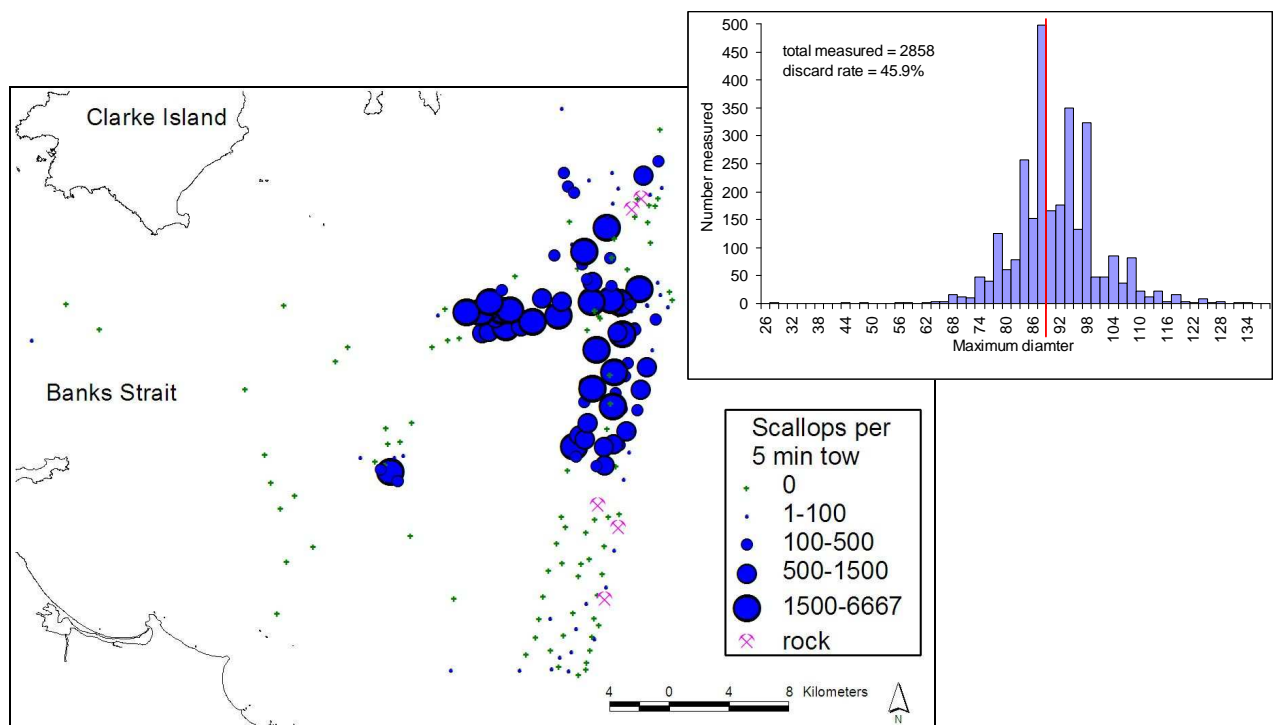 Clarke Island
Banks Strait
500
450
400
350
300
250
200
150
100
50
0
Number measured
total measured = 2858
discard rate = 45.9%
26 32 38 44 50 56 62 68 74 80 86 92 98 104 110 116 122 128 134
Maximum diamter
Scallops per
5 min tow
0
1-100
100-500
500-1500
1500-6667
rock
4 0 4 8 Kilometers
N